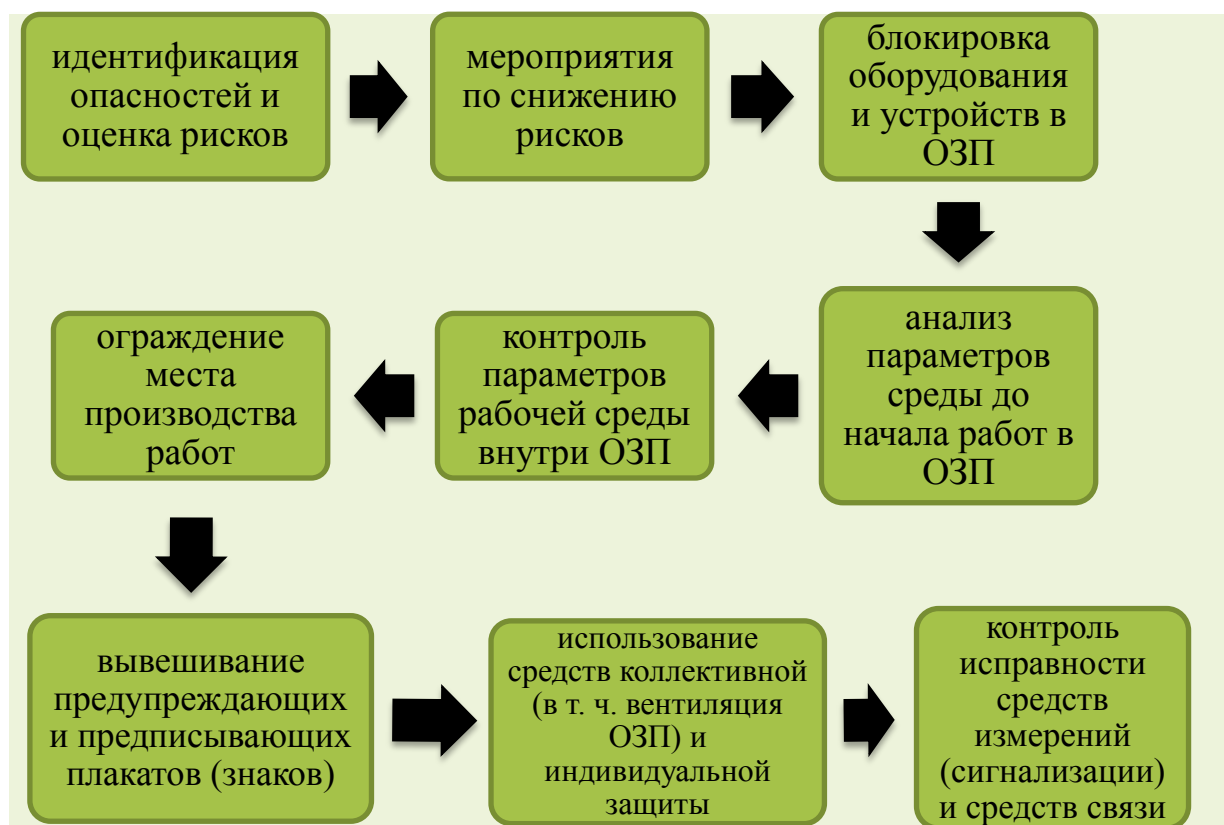 идентификация
опасностей и
оценка рисков
мероприятия
по снижению
рисков
блокировка
оборудования
и устройств в
ОЗП
анализ
параметров
среды до
начала работ в
ОЗП
контроль
параметров
рабочей среды
внутри ОЗП
ограждение
места
производства
работ
вывешивание
предупреждающих
и предписывающих
плакатов (знаков)
использование
средств коллективной
(в т. ч. вентиляция
ОЗП) и
индивидуальной
защиты
контроль
исправности
средств
измерений
(сигнализации)
и средств связи